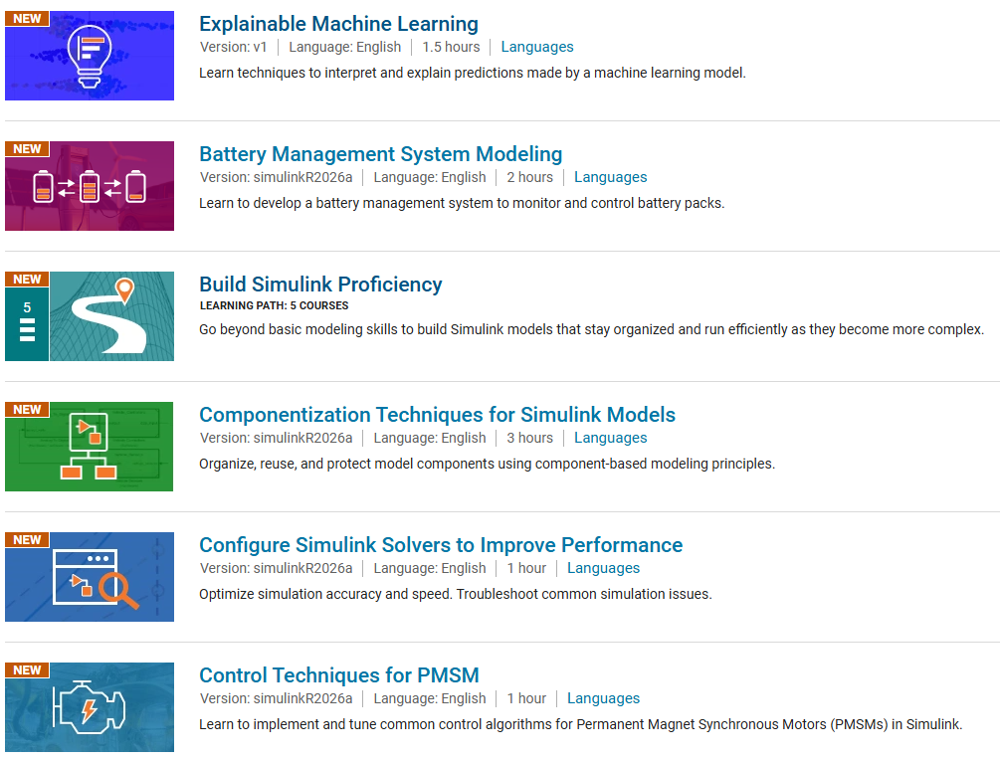 NEW
Explainable Machine Learning
Version: v1 | Language: English | 1.5 hours | Languages
Learn techniques to interpret and explain predictions made by a machine learning model.
NEW
Battery Management System Modeling
Version: simulinkR2026a | Language: English | 2 hours | Languages
Learn to develop a battery management system to monitor and control battery packs.
NEW
5
Build Simulink Proficiency
LEARNING PATH: 5 COURSES
Go beyond basic modeling skills to build Simulink models that stay organized and run efficiently as they become more complex.
NEW
Componentization Techniques for Simulink Models
Version: simulinkR2026a | Language: English | 3 hours | Languages
Organize, reuse, and protect model components using component-based modeling principles.
NEW
Configure Simulink Solvers to Improve Performance
Version: simulinkR2026a | Language: English | 1 hour | Languages
Optimize simulation accuracy and speed. Troubleshoot common simulation issues.
NEW
Control Techniques for PMSM
Version: simulinkR2026a | Language: English | 1 hour | Languages
Learn to implement and tune common control algorithms for Permanent Magnet Synchronous Motors (PMSMs) in Simulink.